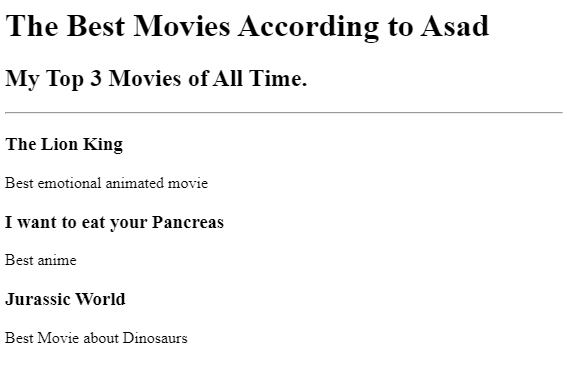 The Best Movies According to Asad
My Top 3 Movies of All Time.
The Lion King
Best emotional animated movie
I want to eat your Pancreas
Best anime
Jurassic World
Best Movie about Dinosaurs